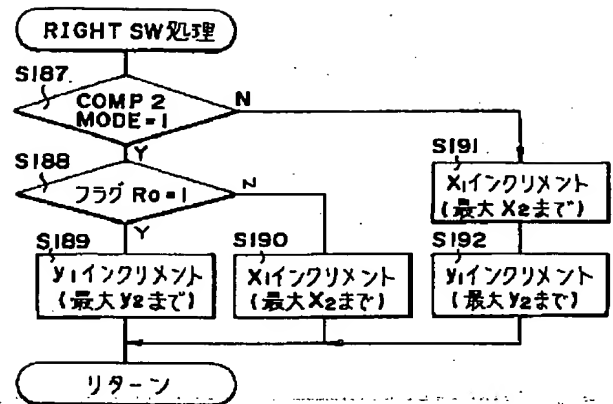 RIGHT SW処理
S187
COMP 2
MODE=1
N
Y
S188
フラグ Ro=1
N
Y
S189
y1インクリメント
(最大y2まで)
S190
x1インクリメント
(最大x2まで)
S191
x1インクリメント
(最大x2まで)
S192
y1インクリメント
(最大y2まで)
リターン